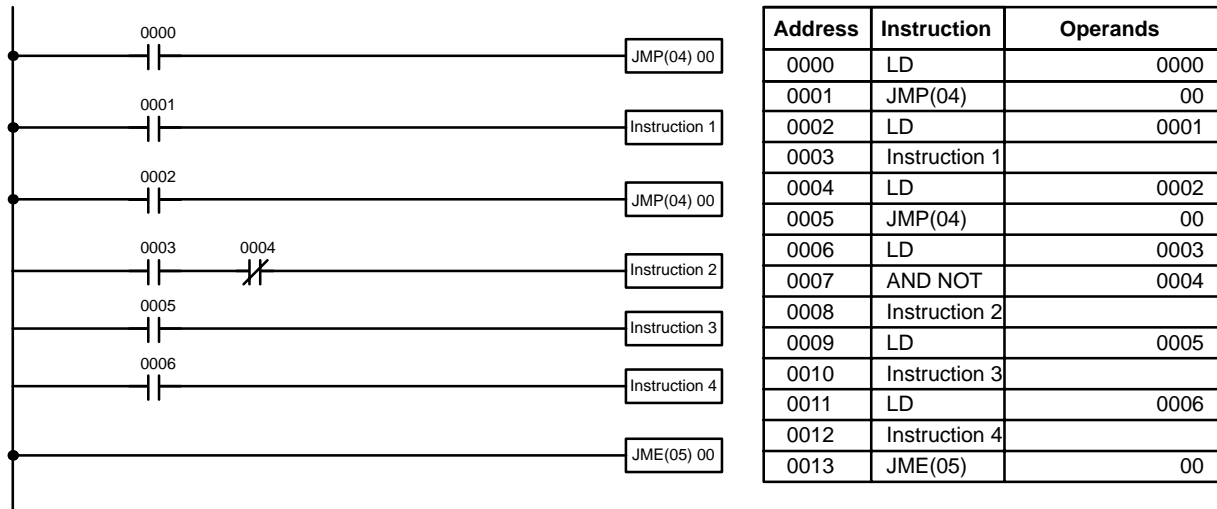 0000
JMP(04) 00
0001
Instruction 1
0002
JMP(04) 00
0003 0004
Instruction 2
0005
Instruction 3
0006
Instruction 4
JME(05) 00
Address Instruction Operands
0000 LD 0000
0001 JMP(04) 00
0002 LD 0001
0003 Instruction 1
0004 LD 0002
0005 JMP(04) 00
0006 LD 0003
0007 AND NOT 0004
0008 Instruction 2
0009 LD 0005
0010 Instruction 3
0011 LD 0006
0012 Instruction 4
0013 JME(05) 00